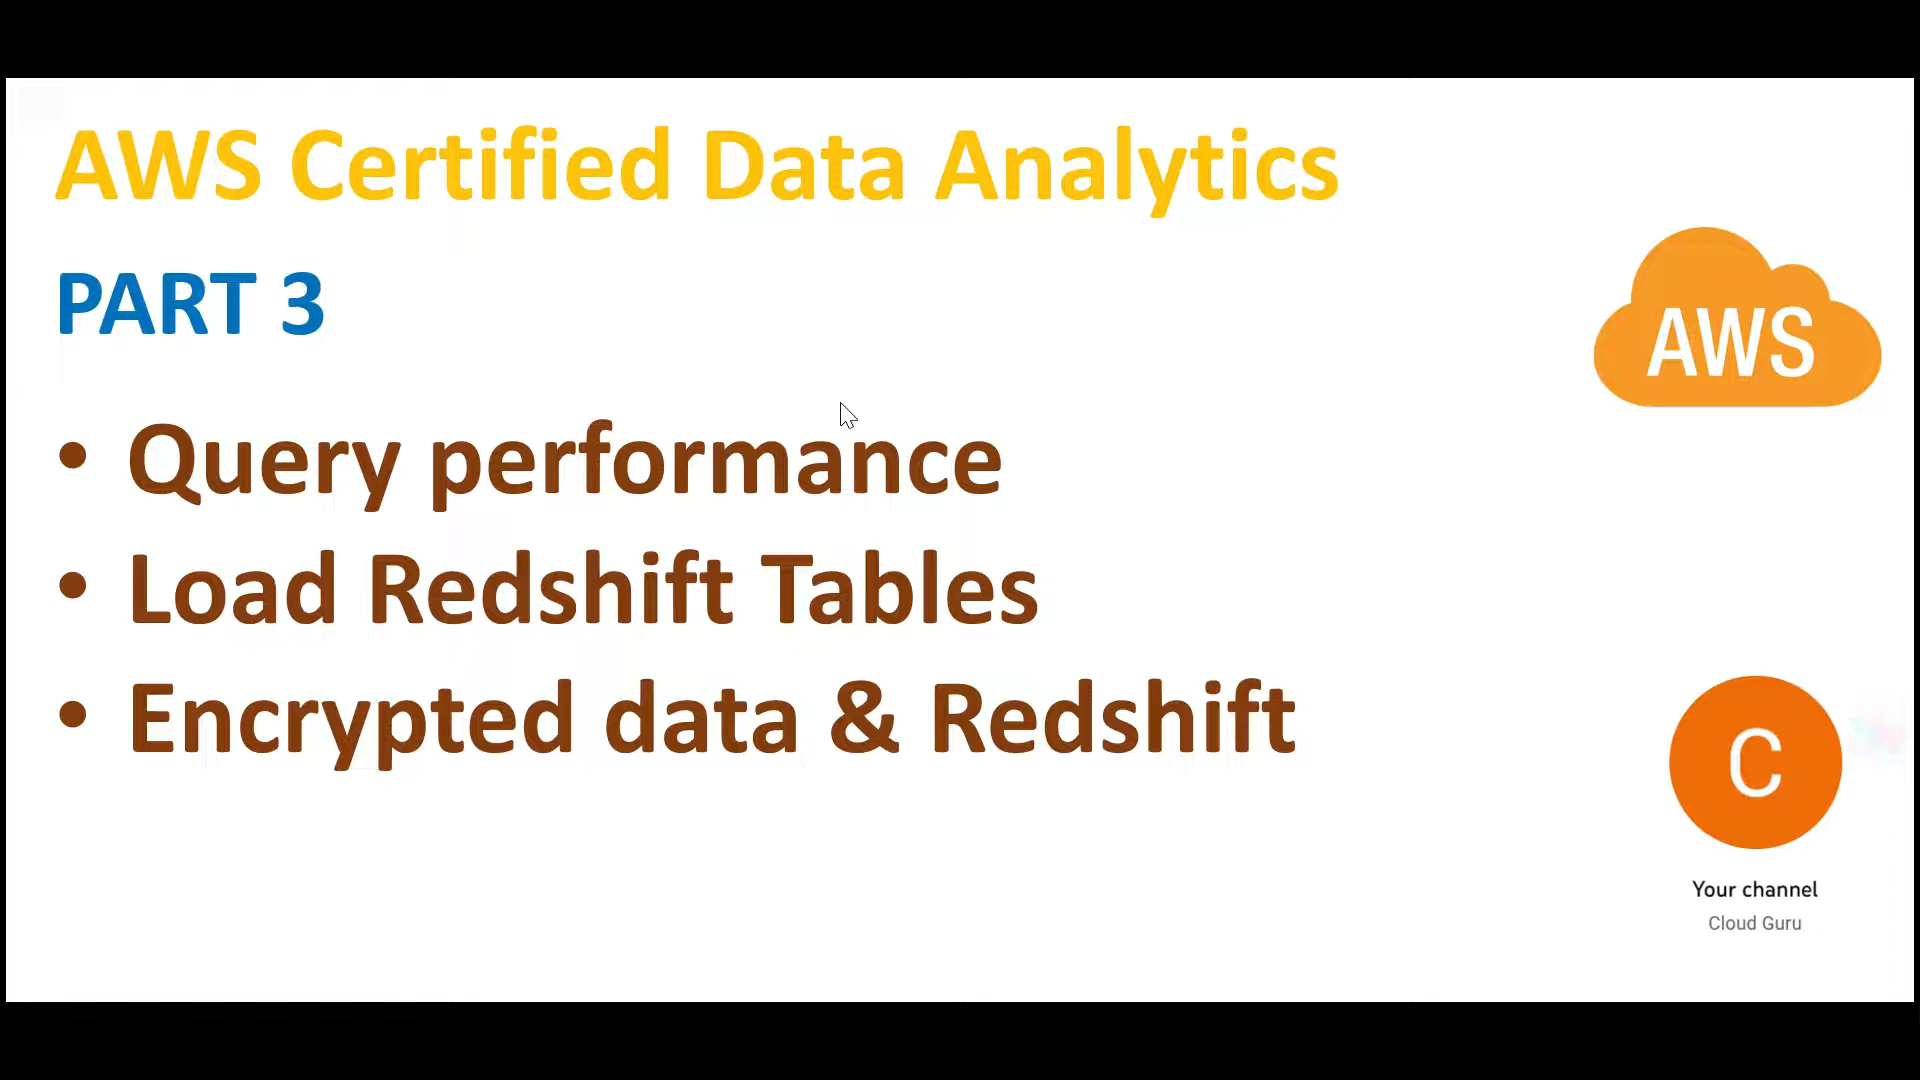 AWS Certified Data Analytics
PART 3
AWS
• Query performance
• Load Redshift Tables
• Encrypted data & Redshift
C
Your channel
Cloud Guru